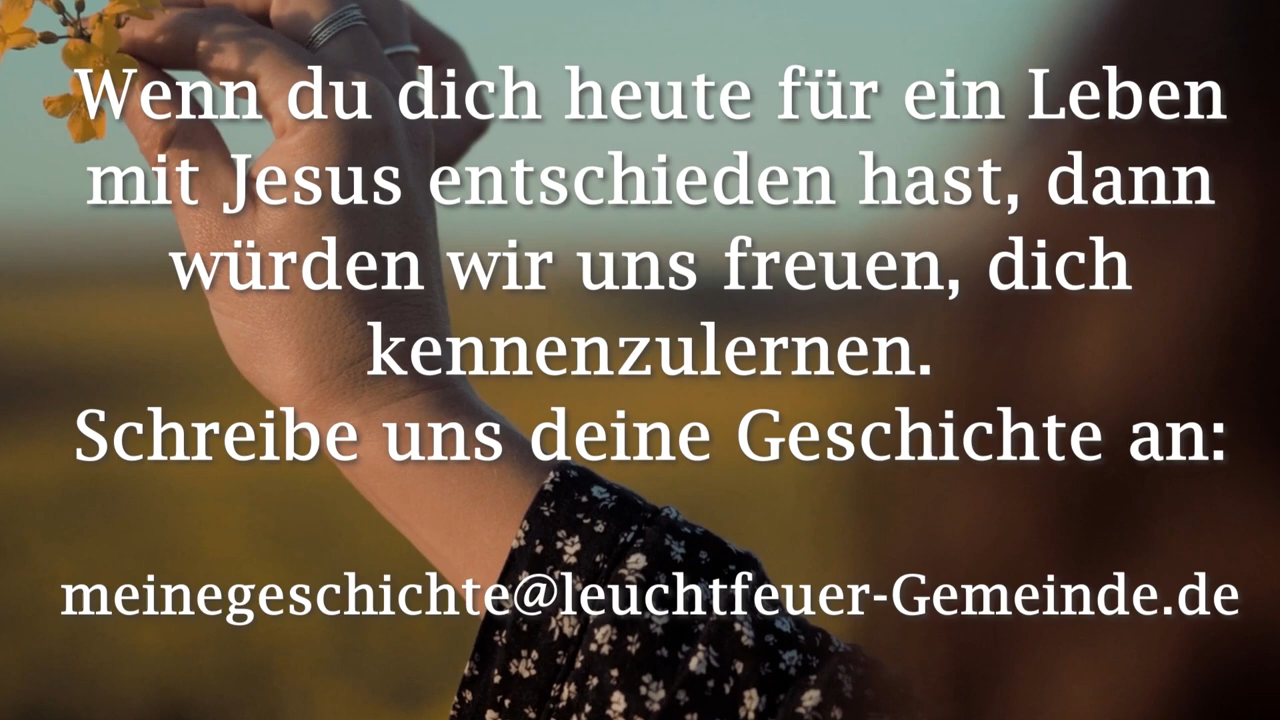 Wenn du dich heute für ein Leben
mit Jesus entschieden hast, dann
würden wir uns freuen, dich
kennenzulernen.
Schreibe uns deine Geschichte an:
meinegeschichte@leuchtfeuer-Gemeinde.de